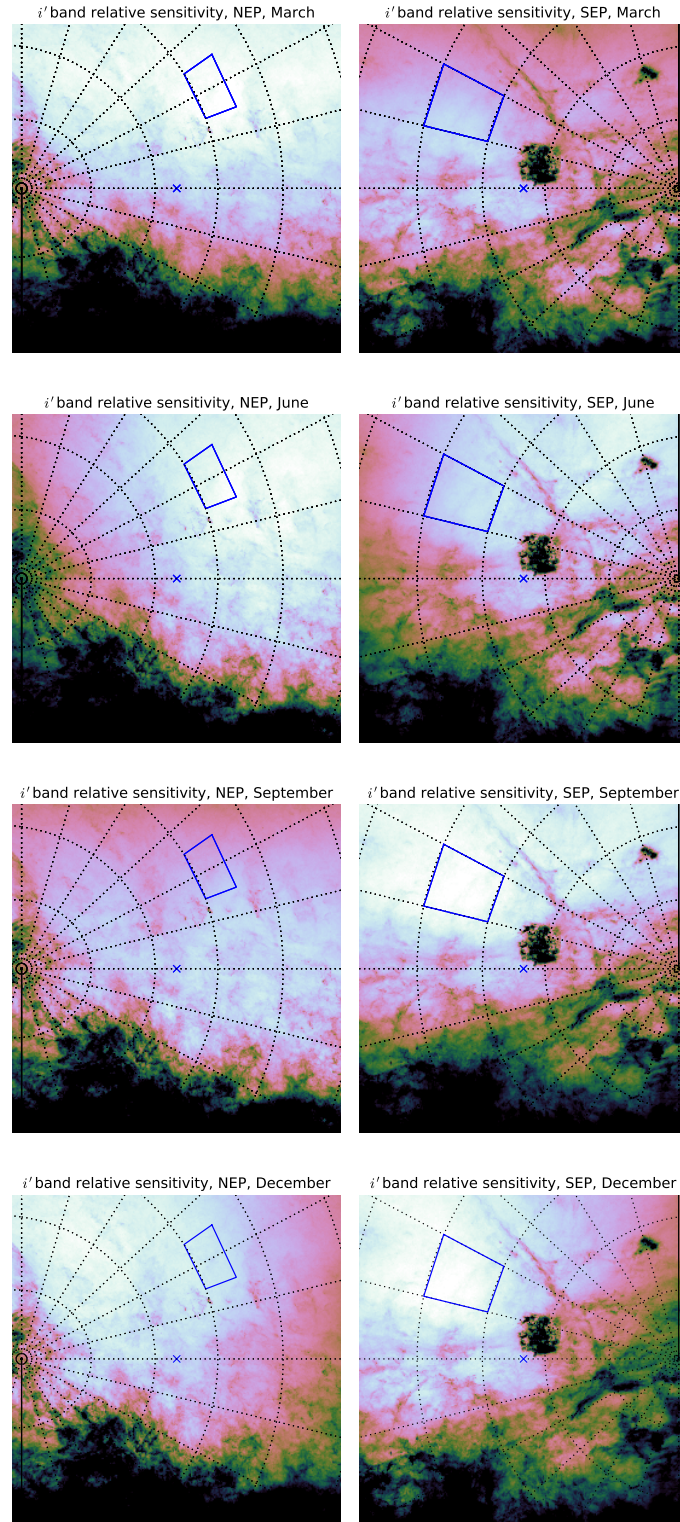 i′ band relative sensitivity, NEP, March
i′ band relative sensitivity, SEP, March
i′ band relative sensitivity, NEP, June
i′ band relative sensitivity, SEP, June
i′ band relative sensitivity, NEP, September
i′ band relative sensitivity, SEP, September
i′ band relative sensitivity, NEP, December
i′ band relative sensitivity, SEP, December